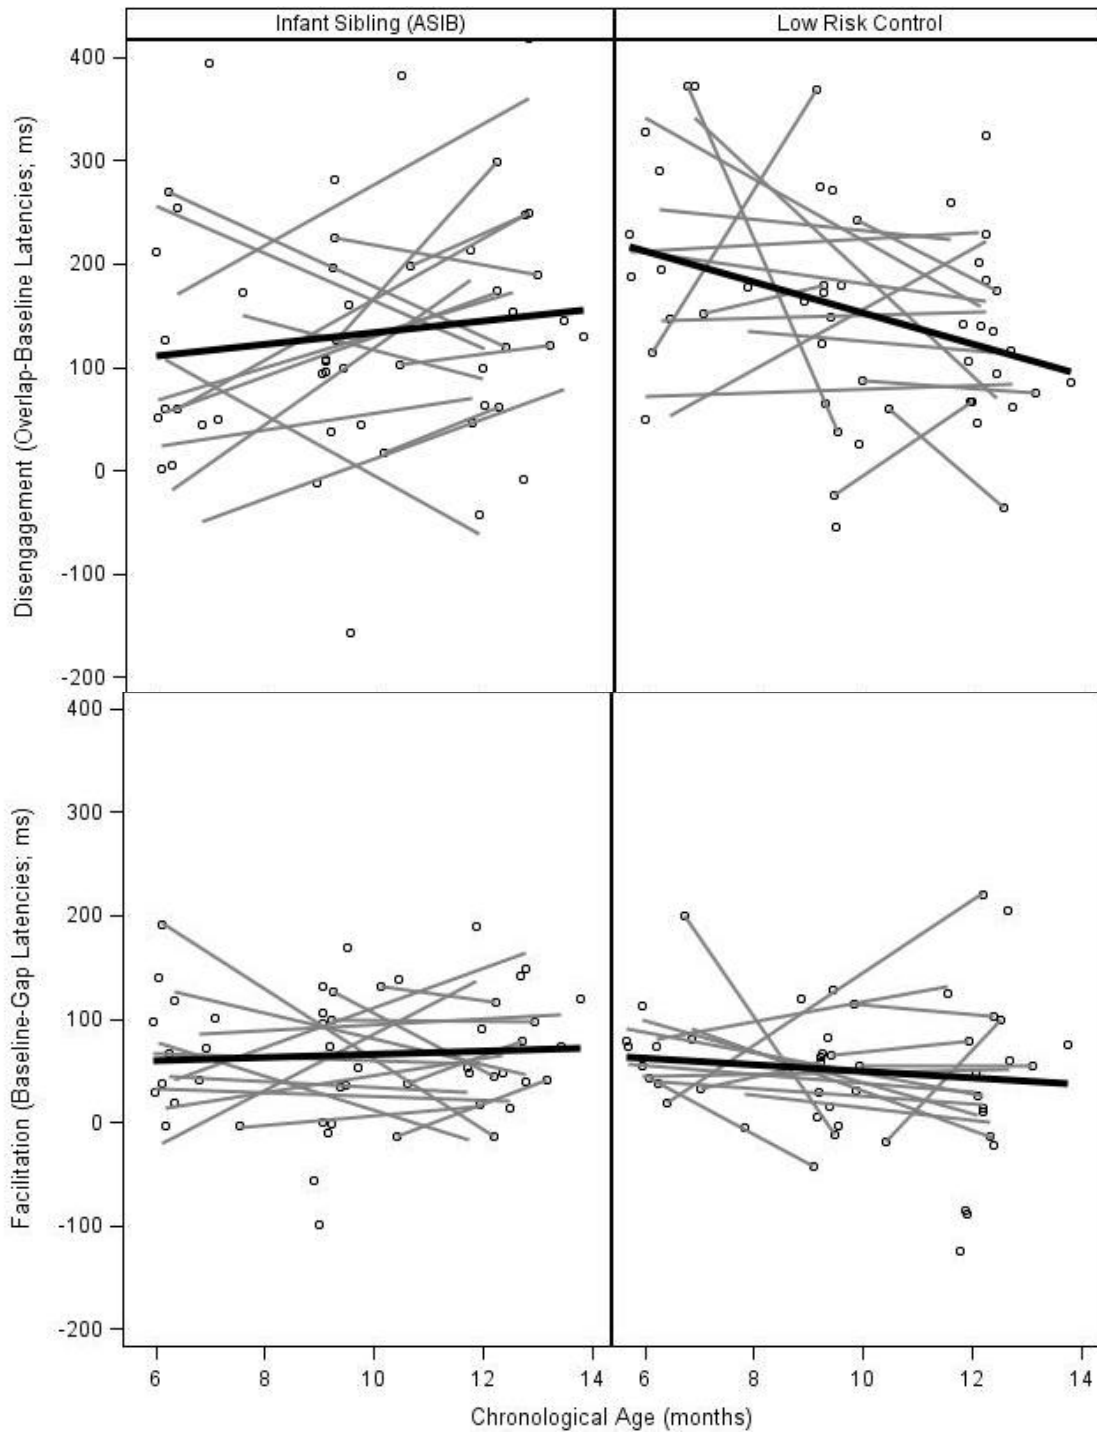 Infant Sibling (ASIB)
Low Risk Control
Disengagement (Overlap-Baseline Latencies; ms)
400
300
200
100
0
-100
-200
Facilitation (Baseline-Gap Latencies; ms)
400
300
200
100
0
-100
-200
6 8 10 12 14
6 8 10 12 14
Chronological Age (months)